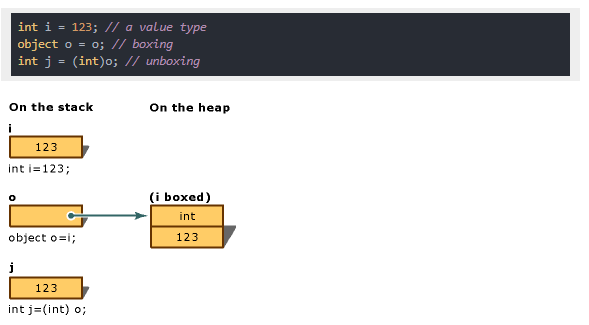 int i = 123; // a value type
object o = o; // boxing
int j = (int)o; // unboxing
On the stack
On the heap
i
123
int i=123;
o
(i boxed)
int
object o=i;
123
j
123
int j=(int) o;